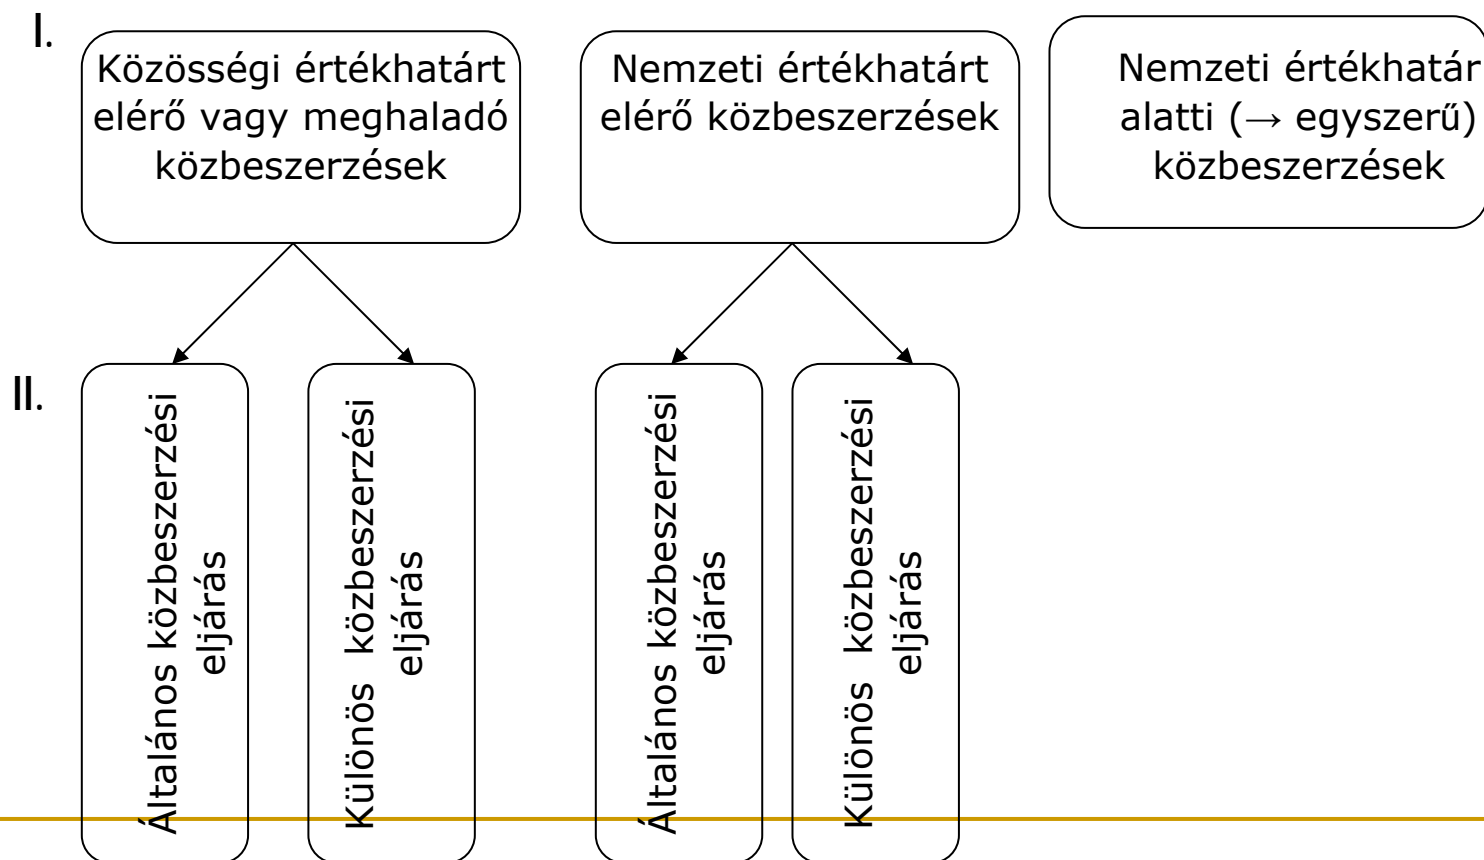 I.
Közösségi értékhatárt
elérő vagy meghaladó
közbeszerzések
Nemzeti értékhatárt
elérő közbeszerzések
Nemzeti értékhatár
alatti (→ egyszerű)
közbeszerzések
II.
Általános közbeszerzési
eljárás
Különös közbeszerzési
eljárás
Általános közbeszerzési
eljárás
Különös közbeszerzési
eljárás